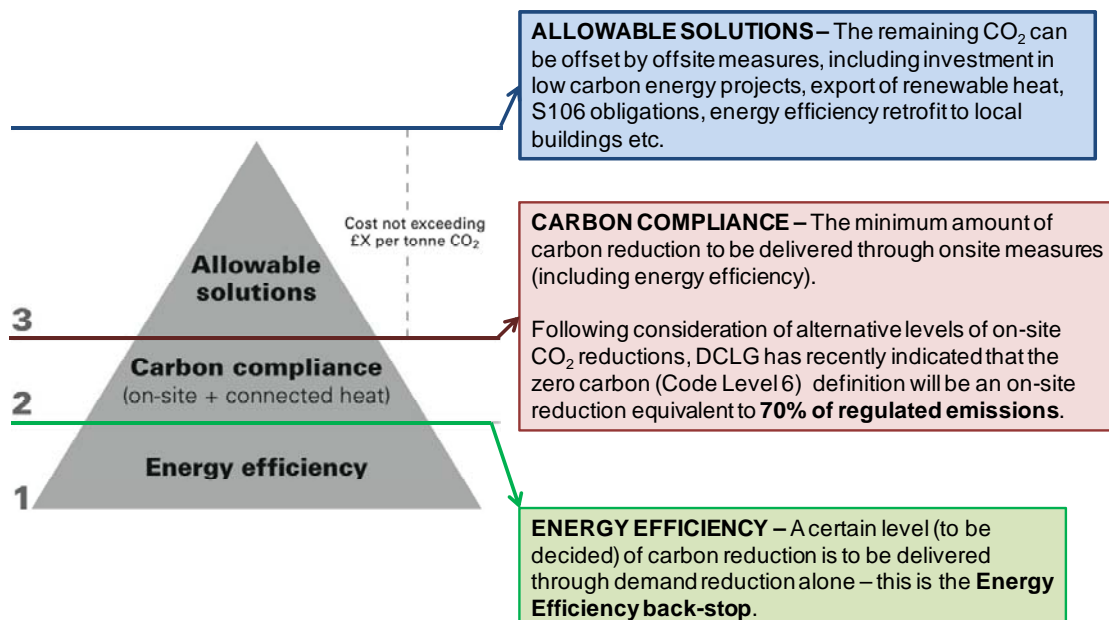 ALLOWABLE SOLUTIONS – The remaining CO₂ can
be offset by offsite measures, including investment in
low carbon energy projects, export of renewable heat,
S106 obligations, energy efficiency retrofit to local
buildings etc.
Cost not exceeding
£X per tonne CO₂
Allowable
solutions
3
CARBON COMPLIANCE – The minimum amount of
carbon reduction to be delivered through onsite measures
(including energy efficiency).
Following consideration of alternative levels of on-site
CO₂ reductions, DCLG has recently indicated that the
zero carbon (Code Level 6) definition will be an on-site
reduction equivalent to 70% of regulated emissions.
Carbon compliance
(on-site + connected heat)
2
Energy efficiency
1
ENERGY EFFICIENCY – A certain level (to be
decided) of carbon reduction is to be delivered
through demand reduction alone – this is the Energy
Efficiency back-stop.